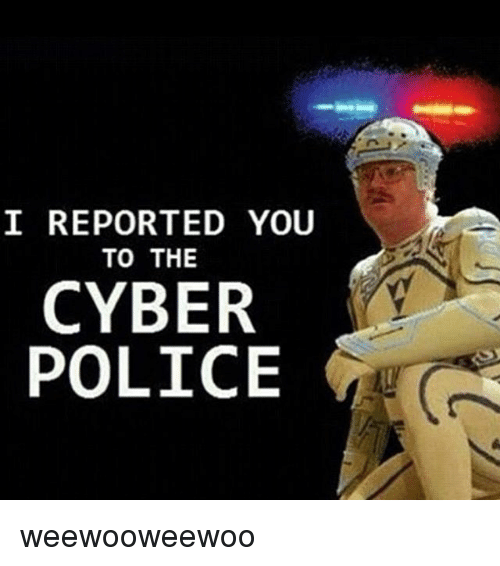 I REPORTED YOU
TO THE
CYBER
POLICE
weewooweewoo